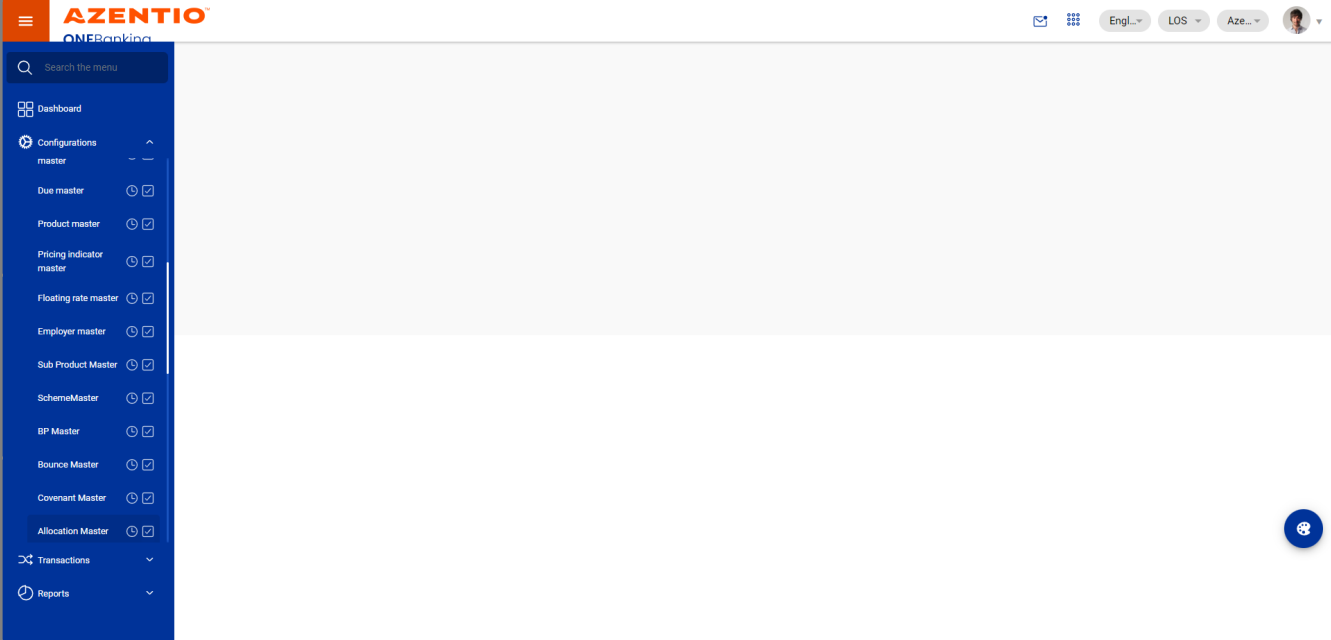 AZENTIO™
ONEBanking
Engl...
LOS
Aze...
Search the menu
Dashboard
Configurations
master
Due master
Product master
Pricing indicator
master
Floating rate master
Employer master
Sub Product Master
SchemeMaster
BP Master
Bounce Master
Covenant Master
Allocation Master
Transactions
Reports